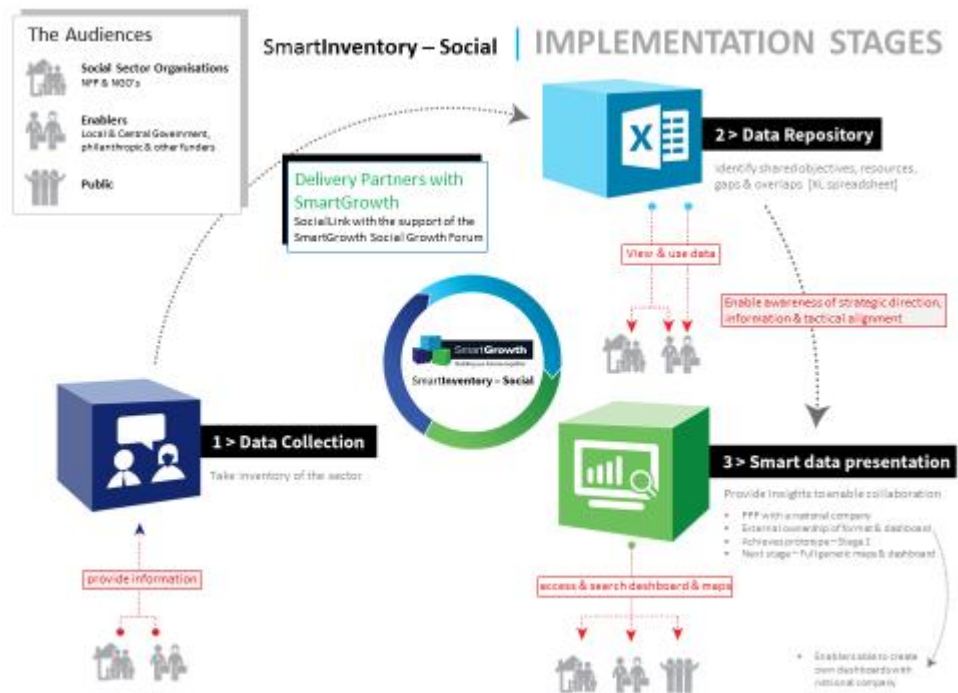 The Audiences
Social Sector Organisations
NFP & NGO's
Enablers
Local & Central Government,
philanthropic & other funders
Public
SmartInventory – Social | IMPLEMENTATION STAGES
Delivery Partners with
SmartGrowth
SocialLink with the support of the
SmartGrowth Social Growth Forum
X
2 > Data Repository
Identify shared objectives, resources,
gaps & overlaps [XL spreadsheet]
View & use data
Enable awareness of strategic direction,
information & tactical alignment
SmartGrowth
SmartInventory – Social
1 > Data Collection
Take inventory of the sector
provide information
3 > Smart data presentation
Provide insights to enable collaboration
• PPP with a national company
• External ownership of format & dashboard
• Achieves prototype – Stage
• Next stage – Full generic maps & dashboard
access & search dashboard & maps
• Enablers able to create
own dashboards with
national company